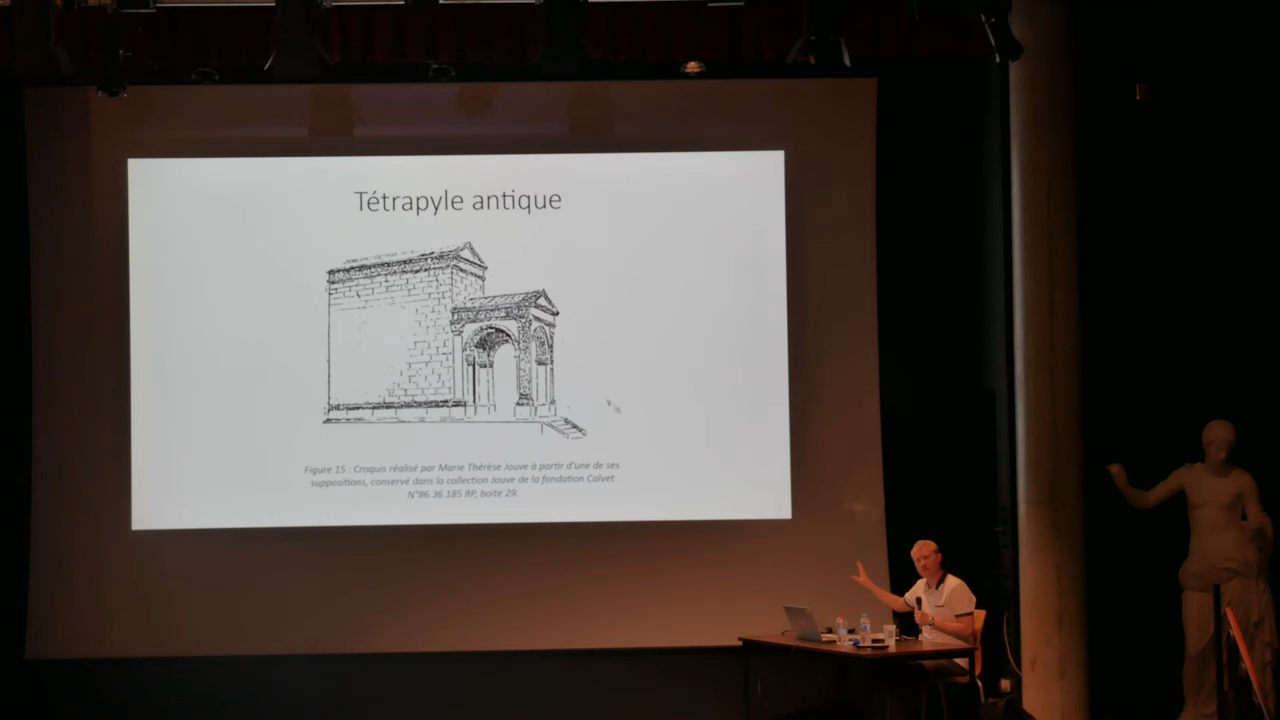 Tétrapyle antique
Figure 15 : Croquis réalisé par Marie Thérèse Jouve à partir d'une de ses
suppositions, conservé dans la collection Jouve de la fondation Calvet
N°86.36.185 RP, boite 29.